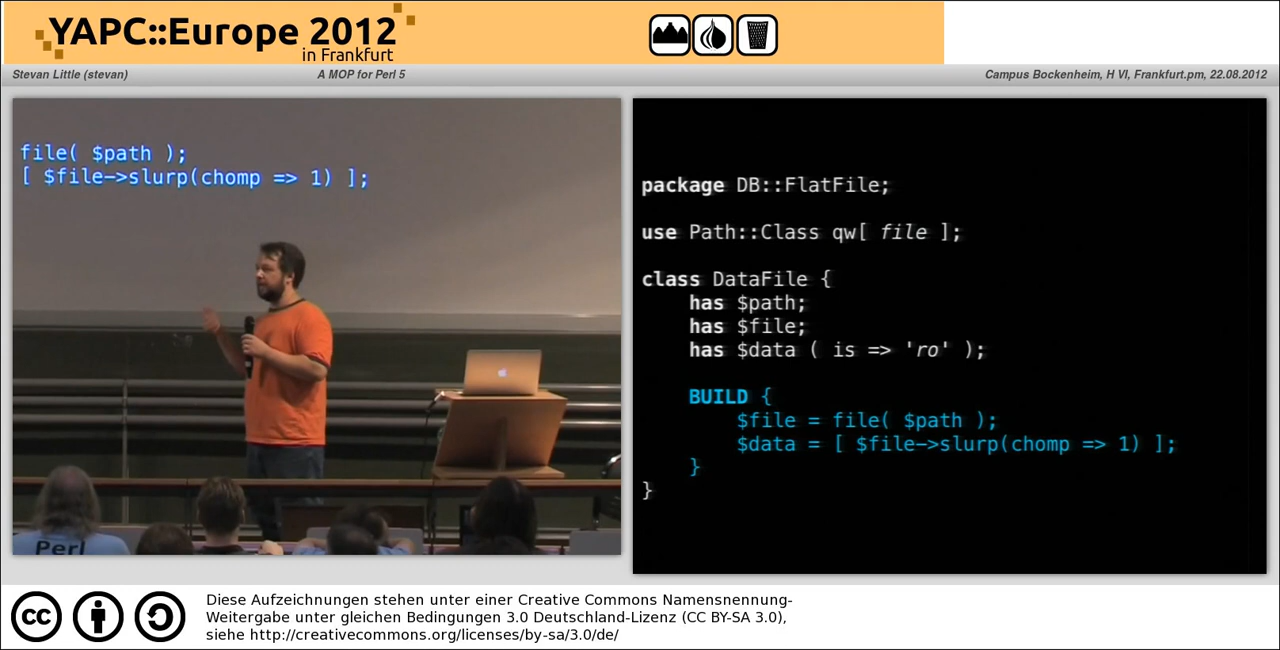 YAPC::Europe 2012
in Frankfurt
Stevan Little (stevan)
A MOP for Perl 5
Campus Bockenheim, H VI, Frankfurt.pm, 22.08.2012
file( $path );
[ $file->slurp(chomp => 1) ];
Perl
package DB::FlatFile;
use Path::Class qw[ file ];
class DataFile {
    has $path;
    has $file;
    has $data ( is => 'ro' );
    BUILD {
        $file = file( $path );
        $data = [ $file->slurp(chomp => 1) ];
    }
}
cc
Diese Aufzeichnungen stehen unter einer Creative Commons Namensnennung-
Weitergabe unter gleichen Bedingungen 3.0 Deutschland-Lizenz (CC BY-SA 3.0),
siehe http://creativecommons.org/licenses/by-sa/3.0/de/